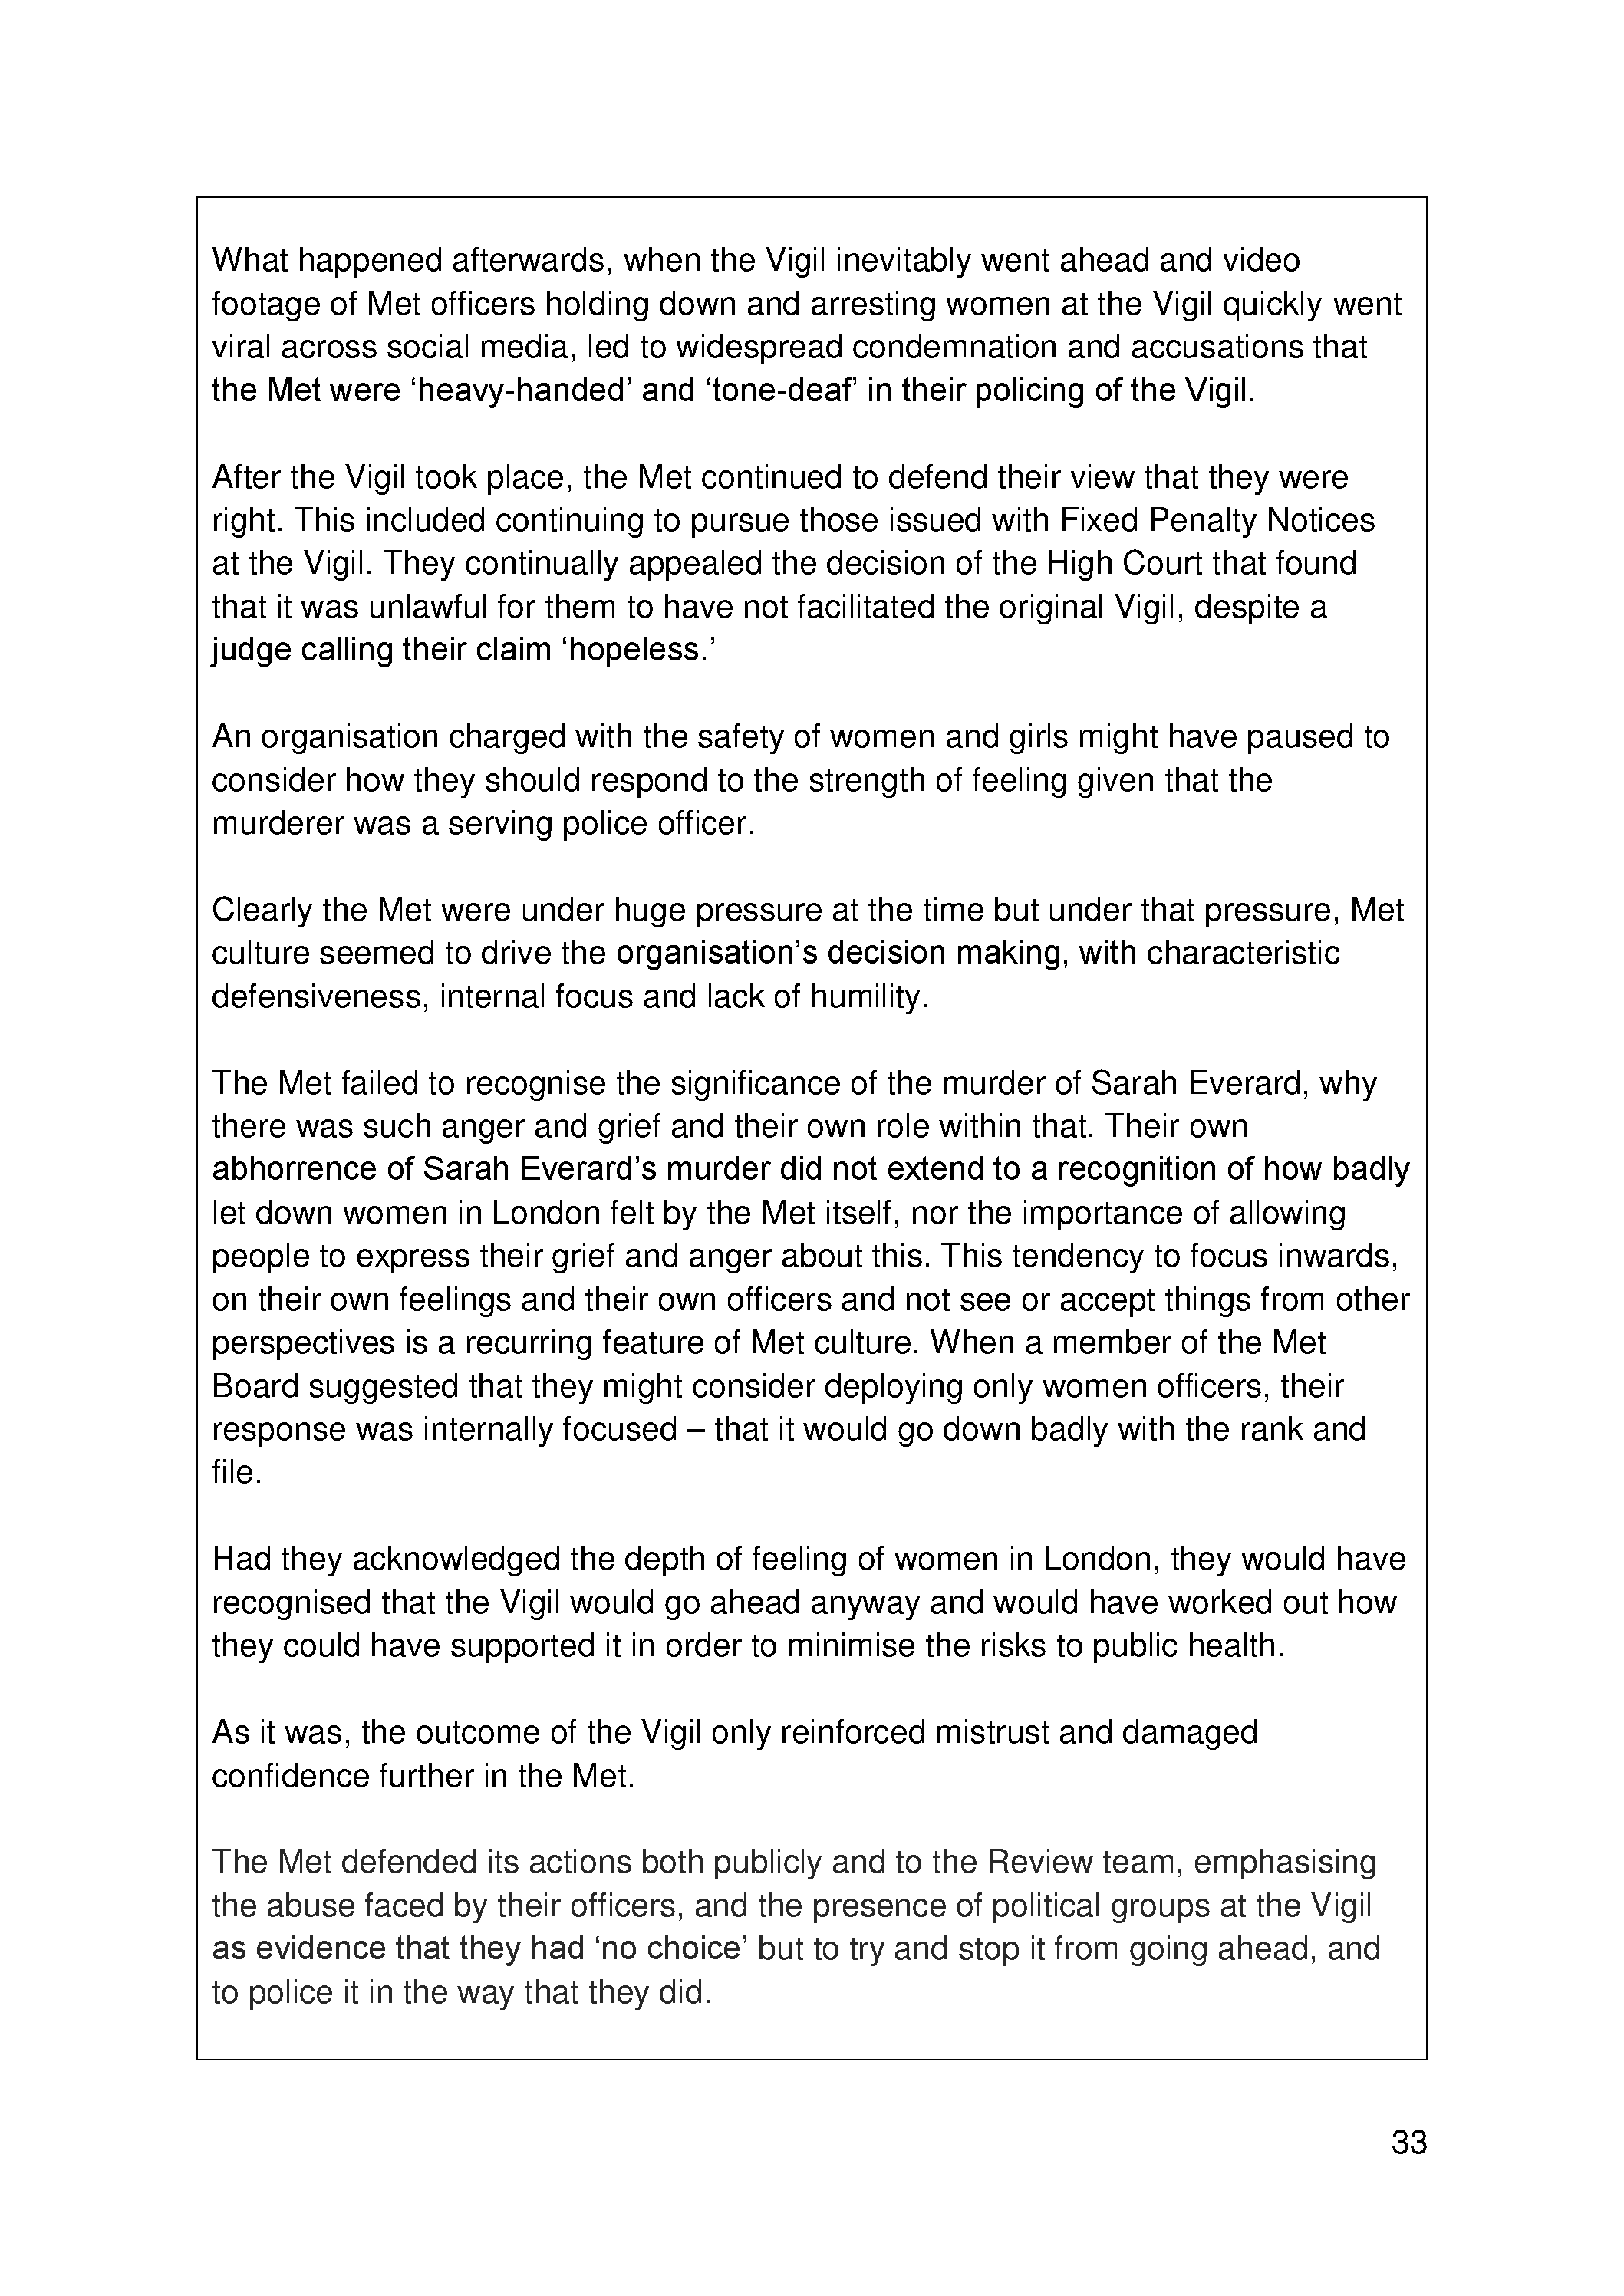 What happened afterwards, when the Vigil inevitably went ahead and video
footage of Met officers holding down and arresting women at the Vigil quickly went
viral across social media, led to widespread condemnation and accusations that
the Met were ‘heavy-handed’ and ‘tone-deaf’ in their policing of the Vigil.
After the Vigil took place, the Met continued to defend their view that they were
right. This included continuing to pursue those issued with Fixed Penalty Notices
at the Vigil. They continually appealed the decision of the High Court that found
that it was unlawful for them to have not facilitated the original Vigil, despite a
judge calling their claim ‘hopeless.’
An organisation charged with the safety of women and girls might have paused to
consider how they should respond to the strength of feeling given that the
murderer was a serving police officer.
Clearly the Met were under huge pressure at the time but under that pressure, Met
culture seemed to drive the organisation’s decision making, with characteristic
defensiveness, internal focus and lack of humility.
The Met failed to recognise the significance of the murder of Sarah Everard, why
there was such anger and grief and their own role within that. Their own
abhorrence of Sarah Everard’s murder did not extend to a recognition of how badly
let down women in London felt by the Met itself, nor the importance of allowing
people to express their grief and anger about this. This tendency to focus inwards,
on their own feelings and their own officers and not see or accept things from other
perspectives is a recurring feature of Met culture. When a member of the Met
Board suggested that they might consider deploying only women officers, their
response was internally focused – that it would go down badly with the rank and
file.
Had they acknowledged the depth of feeling of women in London, they would have
recognised that the Vigil would go ahead anyway and would have worked out how
they could have supported it in order to minimise the risks to public health.
As it was, the outcome of the Vigil only reinforced mistrust and damaged
confidence further in the Met.
The Met defended its actions both publicly and to the Review team, emphasising
the abuse faced by their officers, and the presence of political groups at the Vigil
as evidence that they had ‘no choice’ but to try and stop it from going ahead, and
to police it in the way that they did.
33